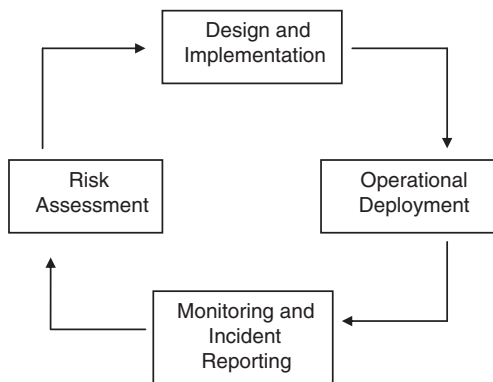 Design and
Implementation
Risk
Assessment
Operational
Deployment
Monitoring and
Incident
Reporting